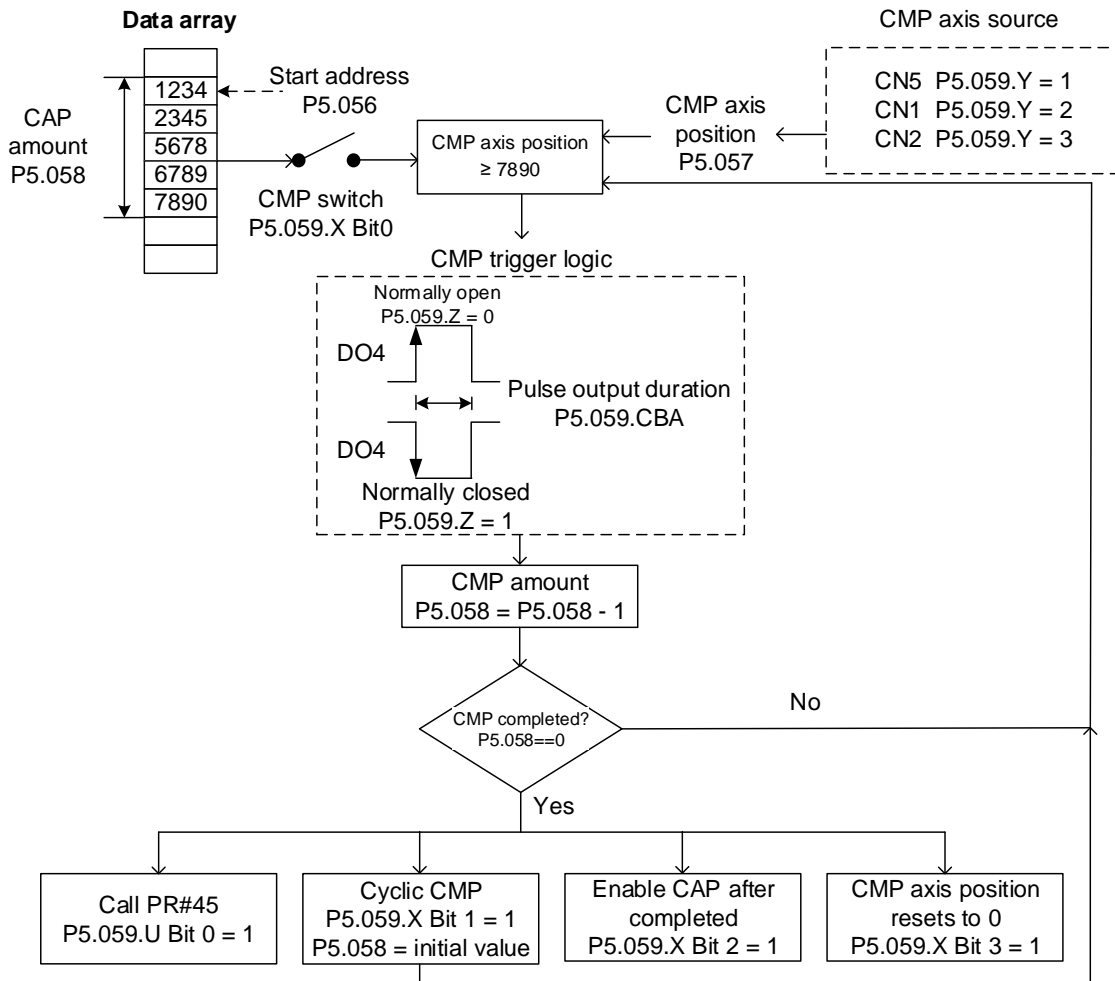 Data array
CMP axis source
1234
2345
5678
6789
7890
Start address
P5.056
CAP
amount
P5.058
CMP switch
P5.059.X Bit0
CMP axis position
≥ 7890
CMP axis
position
P5.057
CN5 P5.059.Y = 1
CN1 P5.059.Y = 2
CN2 P5.059.Y = 3
CMP trigger logic
Normally open
P5.059.Z = 0
DO4
Pulse output duration
P5.059.CBA
DO4
Normally closed
P5.059.Z = 1
CMP amount
P5.058 = P5.058 - 1
CMP completed?
P5.058==0
No
Yes
Call PR#45
P5.059.U Bit 0 = 1
Cyclic CMP
P5.059.X Bit 1 = 1
P5.058 = initial value
Enable CAP after
completed
P5.059.X Bit 2 = 1
CMP axis position
resets to 0
P5.059.X Bit 3 = 1